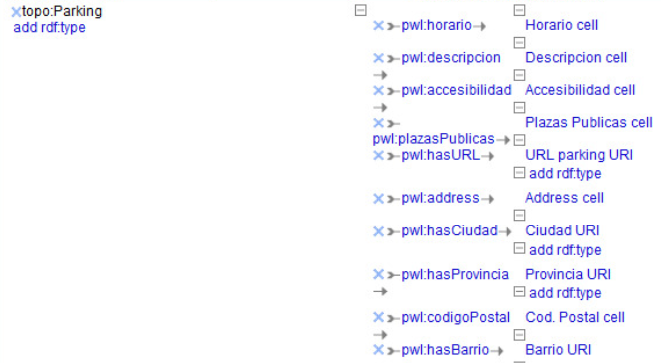 topo:Parking
add rdf:type
pwl:horario Horario cell
pwl:descripcion Descripcion cell
pwl:accesibilidad Accesibilidad cell
Plazas Publicas cell
pwl:plazasPublicas
pwl:hasURL URL parking URI
add rdf:type
pwl:address Address cell
pwl:hasCiudad Ciudad URI
add rdf:type
pwl:hasProvincia Provincia URI
add rdf:type
pwl:codigoPostal Cod. Postal cell
pwl:hasBarrio Barrio URI